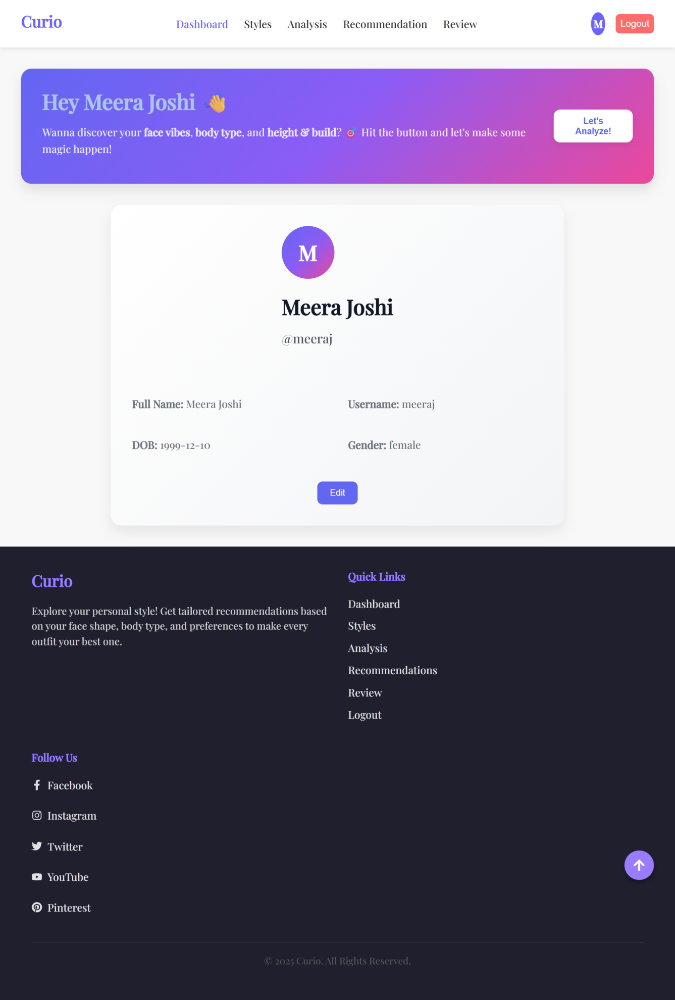 Curio
Dashboard Styles Analysis Recommendation Review
M
Logout
Hey Meera Joshi 👋
Wanna discover your face vibes, body type, and height & build? 🎯 Hit the button and let's make some
magic happen!
Let's
Analyze!
M
Meera Joshi
@meeraj
Full Name: Meera Joshi
Username: meeraj
DOB: 1999-12-10
Gender: female
Edit
Curio
Explore your personal style! Get tailored recommendations based
on your face shape, body type, and preferences to make every
outfit your best one.
Quick Links
Dashboard
Styles
Analysis
Recommendations
Review
Logout
Follow Us
Facebook
Instagram
Twitter
YouTube
Pinterest
© 2025 Curio. All Rights Reserved.